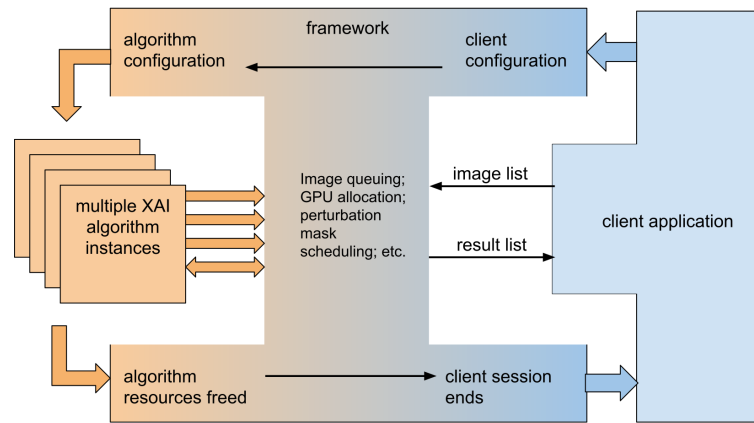 framework
algorithm
configuration
client
configuration
multiple XAI
algorithm
instances
Image queuing;
GPU allocation;
perturbation
mask
scheduling; etc.
image list
result list
client application
algorithm
resources freed
client session
ends